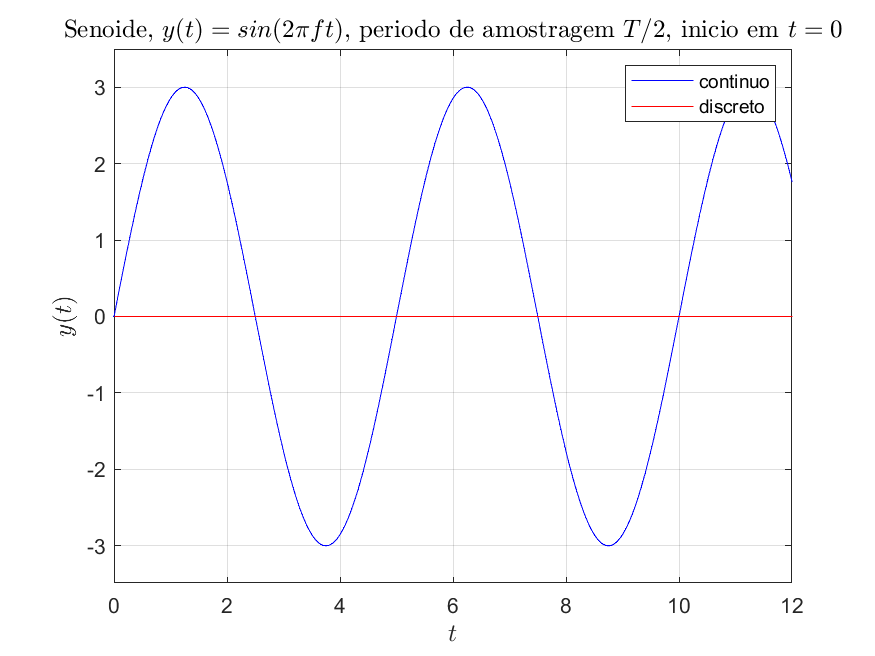 Senoide, y(t) = sin(2πft), periodo de amostragem T/2, inicio em t = 0
continuo
discreto
3
2
1
0
-1
-2
-3
y(t)
0 2 4 6 8 10 12
t